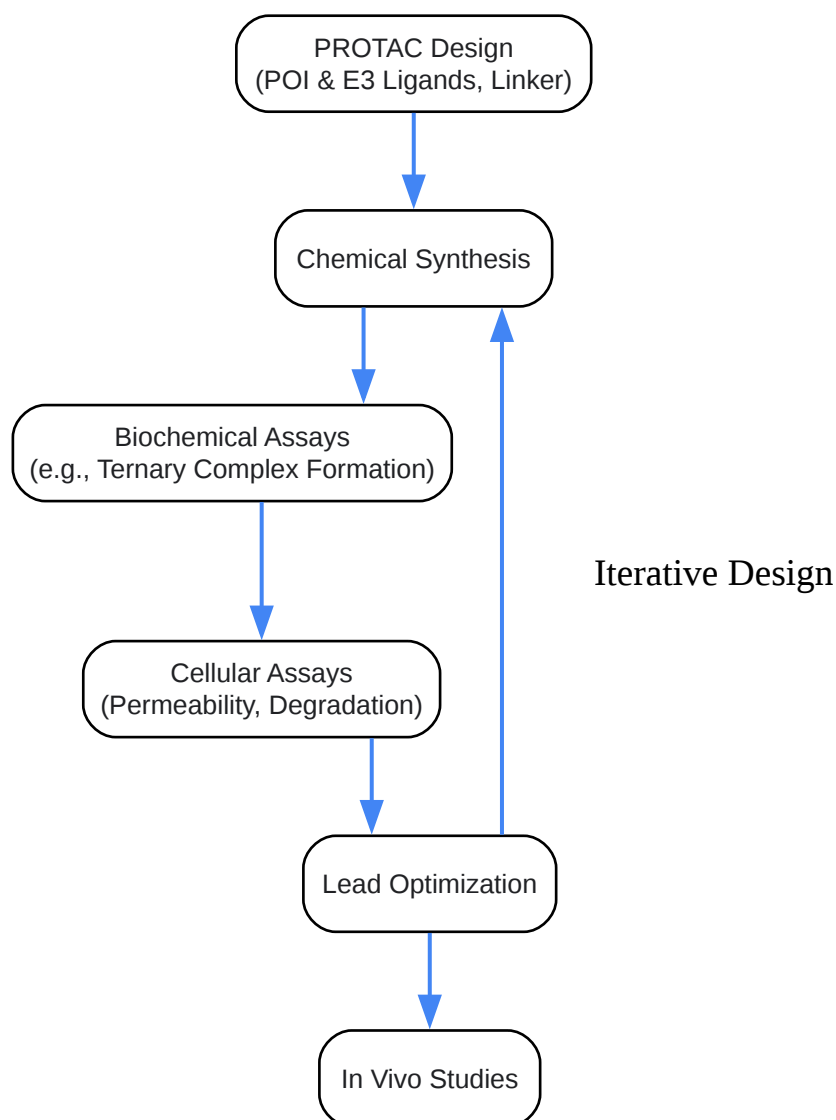 PROTAC Design
(POI & E3 Ligands, Linker)
Chemical Synthesis
Biochemical Assays
(e.g., Ternary Complex Formation)
Iterative Design
Cellular Assays
(Permeability, Degradation)
Lead Optimization
In Vivo Studies